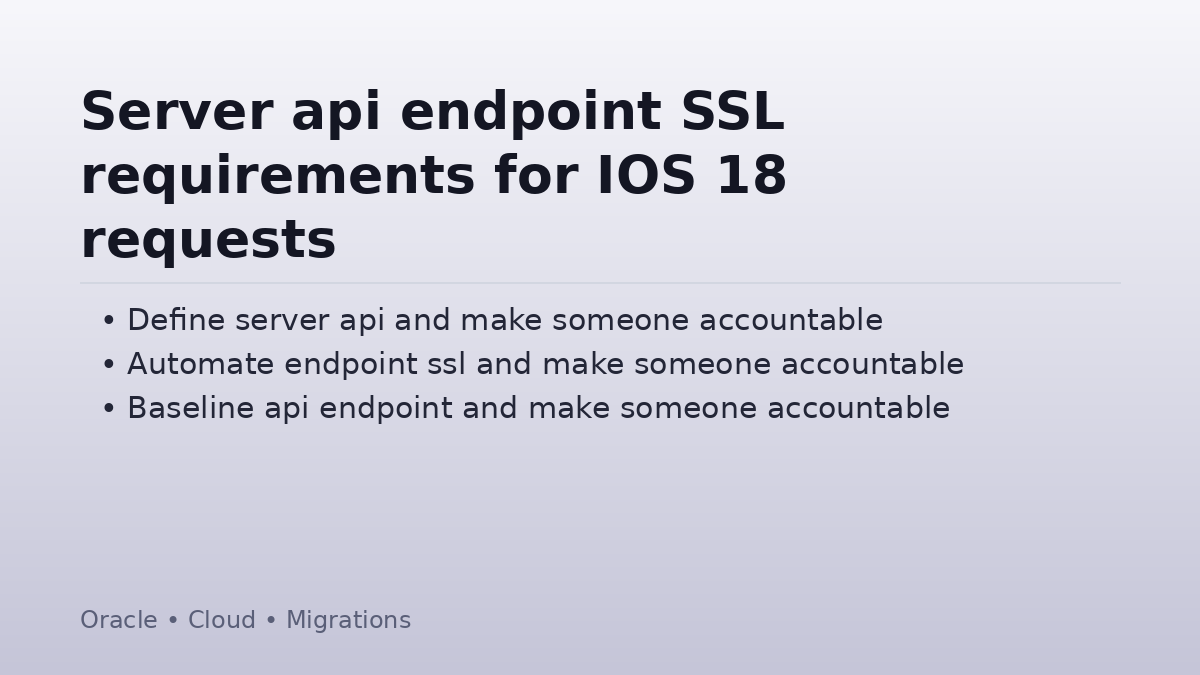 Server api endpoint SSL
requirements for IOS 18
requests
• Define server api and make someone accountable
• Automate endpoint ssl and make someone accountable
• Baseline api endpoint and make someone accountable
Oracle • Cloud • Migrations